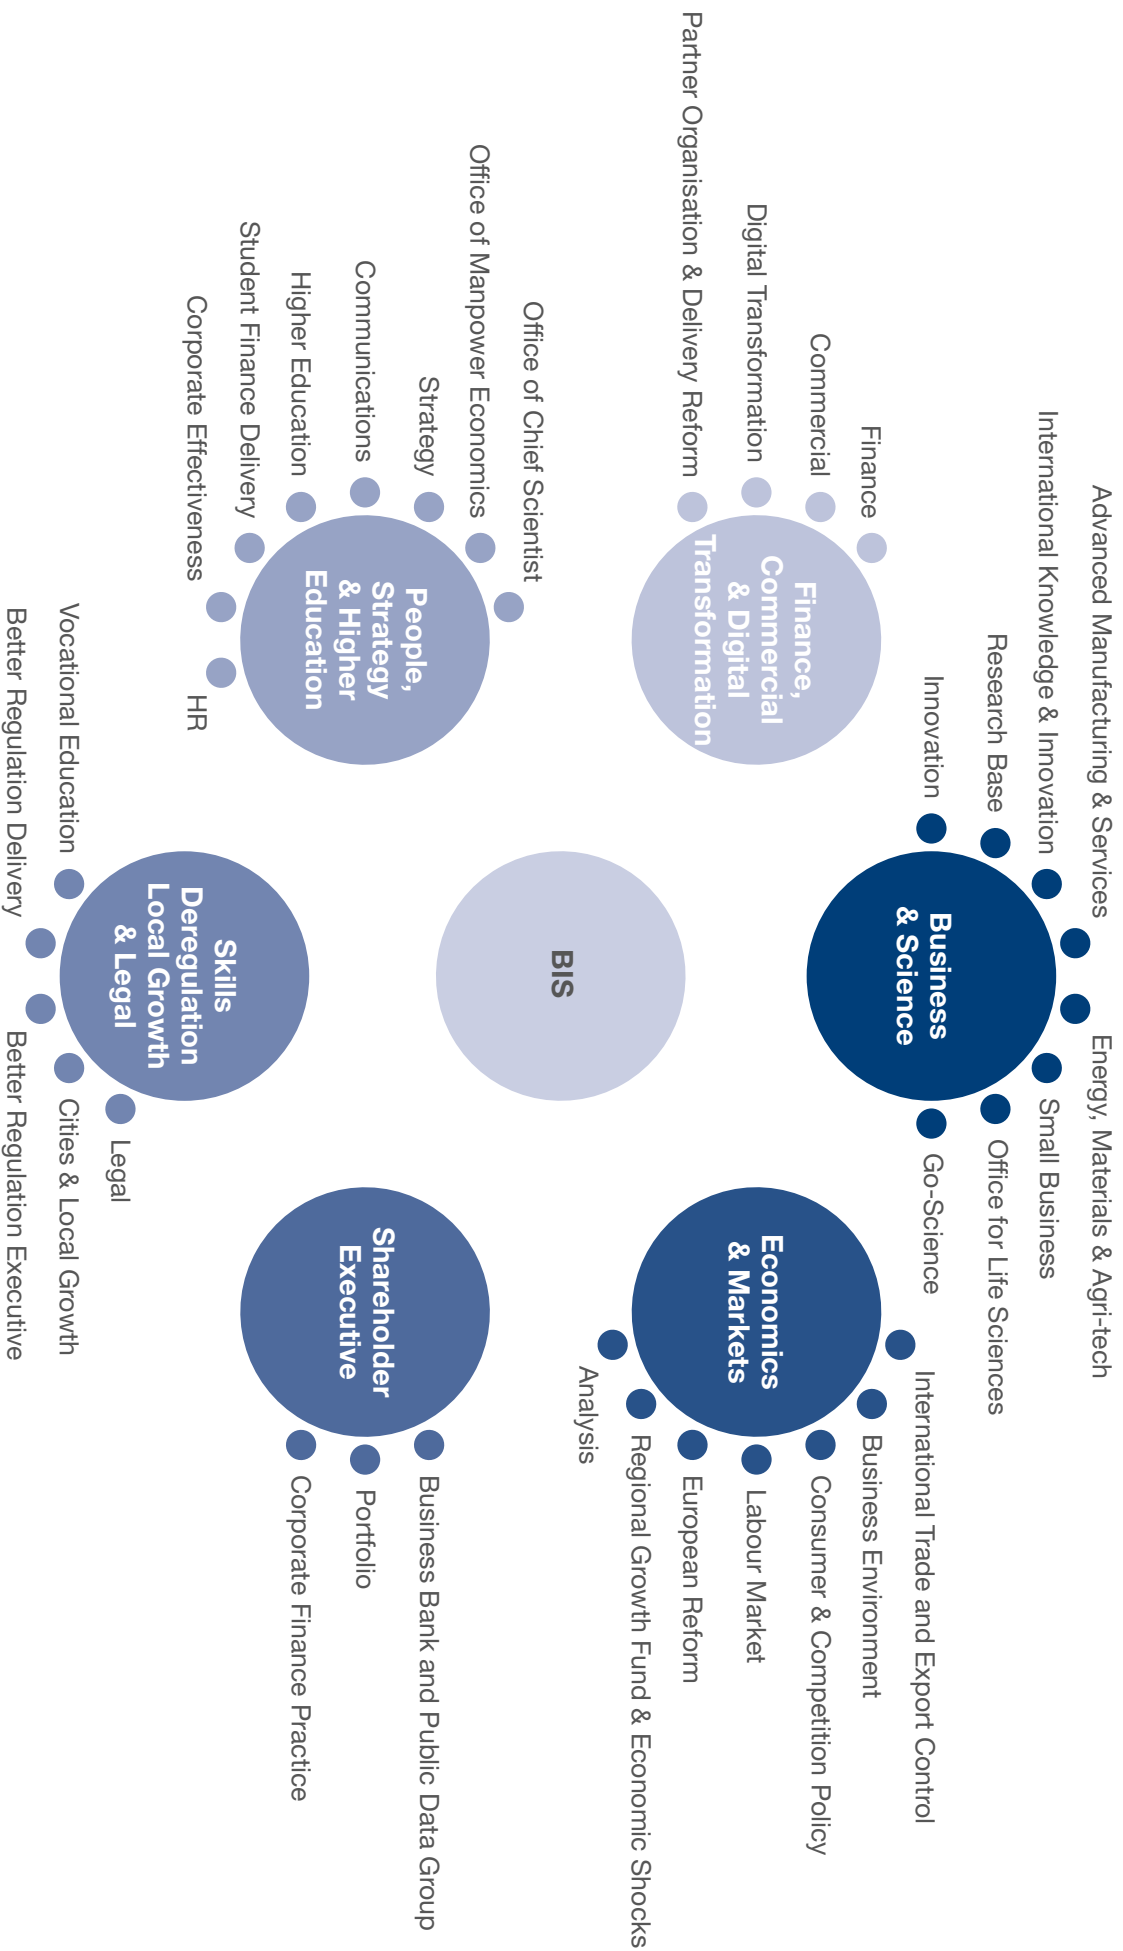 Advanced Manufacturing & Services
Energy, Materials & Agri-tech
International Knowledge & Innovation
Small Business
Research Base
Office for Life Sciences
Innovation
Go-Science
Business
& Science
Finance
Commercial
Digital Transformation
Partner Organisation & Delivery Reform
Finance,
Commercial
& Digital
Transformation
International Trade and Export Control
Business Environment
Consumer & Competition Policy
Labour Market
European Reform
Regional Growth Fund & Economic Shocks
Analysis
Economics
& Markets
BIS
Office of Chief Scientist
Office of Manpower Economics
Strategy
Communications
Higher Education
Student Finance Delivery
Corporate Effectiveness
HR
People,
Strategy
& Higher
Education
Business Bank and Public Data Group
Portfolio
Corporate Finance Practice
Shareholder
Executive
Skills
Deregulation
Local Growth
& Legal
Legal
Vocational Education
Cities & Local Growth
Better Regulation Delivery
Better Regulation Executive